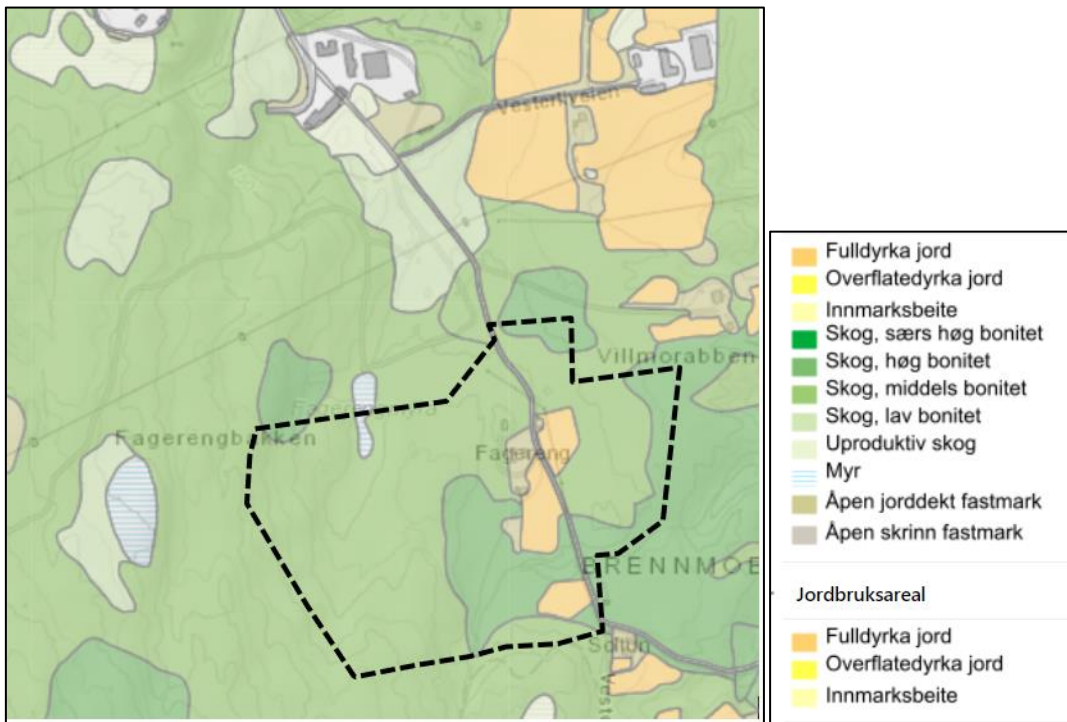 Vesterliveien
Villmorabben
Fagerengbakken
Fagereng
BRENNMOE
Soltun
Fulldyrka jord
Overflatedyrka jord
Innmarksbeite
Skog, særs høg bonitet
Skog, høg bonitet
Skog, middels bonitet
Skog, lav bonitet
Uproduktiv skog
Myr
Åpen jorddekt fastmark
Åpen skrinn fastmark
Jordbruksareal
Fulldyrka jord
Overflatedyrka jord
Innmarksbeite